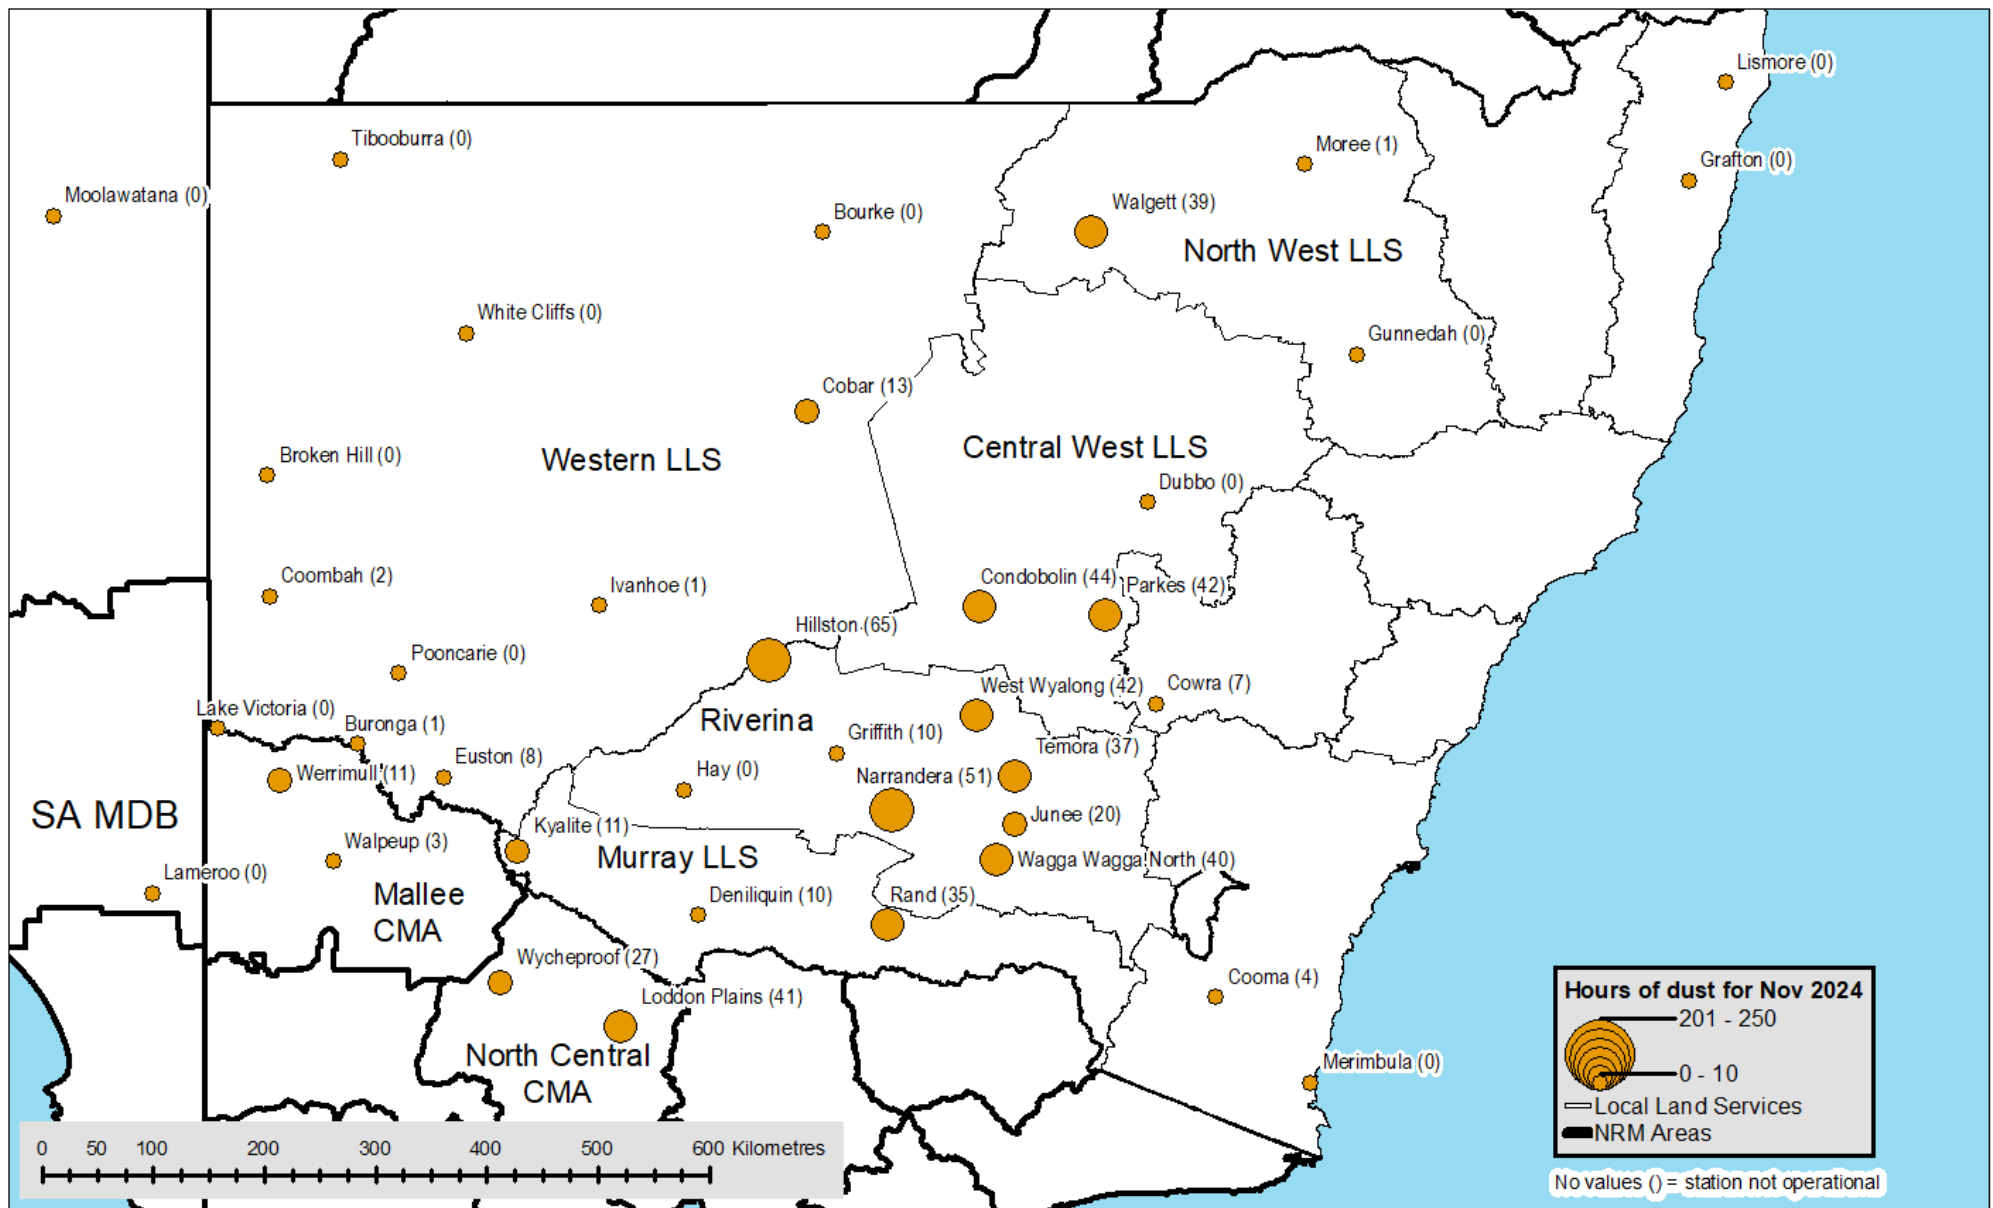 Lismore (0)
Tibooburra (0)
Moree (1)
Grafton (0)
Moolawatana (0)
Bourke (0)
Walgett (39)
North West LLS
White Cliffs (0)
Gunnedah (0)
Cobar (13)
Central West LLS
Broken Hill (0)
Western LLS
Dubbo (0)
Coombah (2)
Ivanhoe (1)
Condobolin (44)
Parkes (42)
Hillston (65)
Pooncarie (0)
West Wyalong (42)
Cowra (7)
Lake Victoria (0)
Buronga (1)
Riverina
Griffith (10)
Temora (37)
Euston (8)
Werrimull (11)
Hay (0)
Narrandera (51)
SA MDB
Junee (20)
Kyalite (11)
Walpeup (3)
Murray LLS
Wagga Wagga North (40)
Lameroo (0)
Mallee
CMA
Deniliquin (10)
Rand (35)
Wycheproof (27)
Cooma (4)
Loddon Plains (41)
North Central
CMA
Merimbula (0)
Hours of dust for Nov 2024
201 - 250
0 - 10
Local Land Services
NRM Areas
0 50 100 200 300 400 500 600 Kilometres
No values () = station not operational